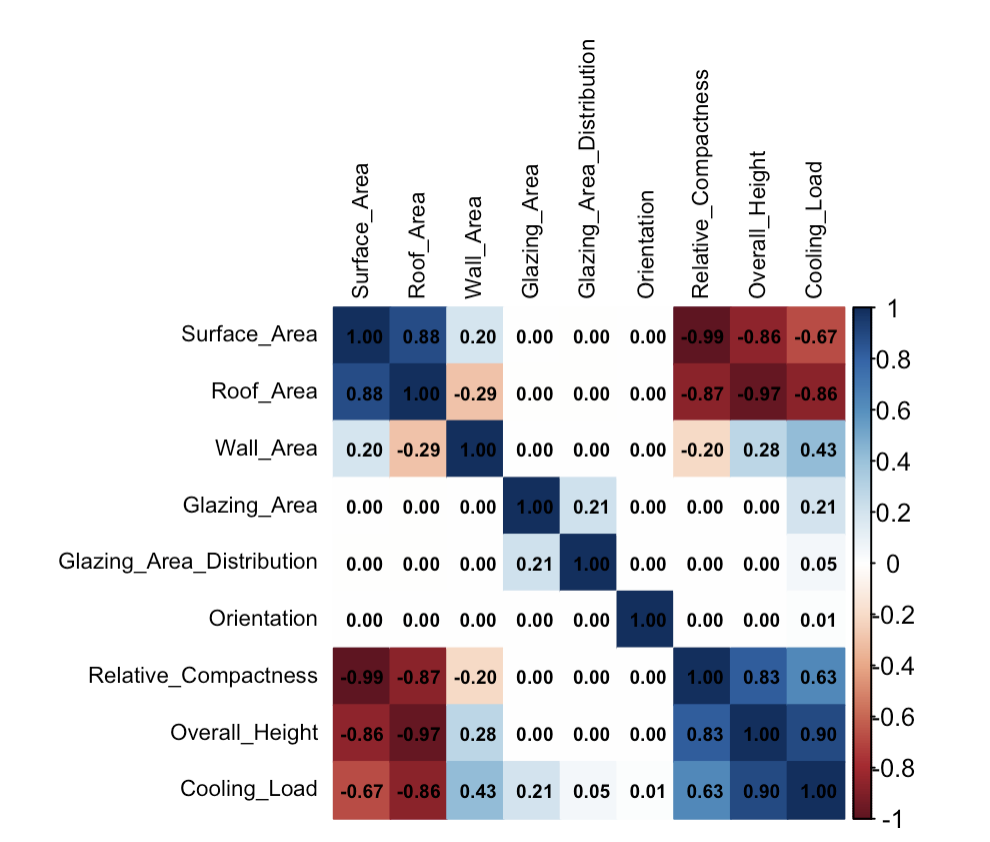 Surface_Area
Roof_Area
Wall_Area
Glazing_Area
Glazing_Area_Distribution
Orientation
Relative_Compactness
Overall_Height
Cooling_Load
Surface_Area 1.00 0.88 0.20 0.00 0.00 0.00 -0.99 -0.86 -0.67
Roof_Area 0.88 1.00 -0.29 0.00 0.00 0.00 -0.87 -0.97 -0.86
Wall_Area 0.20 -0.29 1.00 0.00 0.00 0.00 -0.20 0.28 0.43
Glazing_Area 0.00 0.00 0.00 1.00 0.21 0.00 0.00 0.00 0.21
Glazing_Area_Distribution 0.00 0.00 0.00 0.21 1.00 0.00 0.00 0.00 0.05
Orientation 0.00 0.00 0.00 0.00 0.00 1.00 0.00 0.00 0.01
Relative_Compactness -0.99 -0.87 -0.20 0.00 0.00 0.00 1.00 0.83 0.63
Overall_Height -0.86 -0.97 0.28 0.00 0.00 0.00 0.83 1.00 0.90
Cooling_Load -0.67 -0.86 0.43 0.21 0.05 0.01 0.63 0.90 1.00
1
0.8
0.6
0.4
0.2
0
-0.2
-0.4
-0.6
-0.8
-1